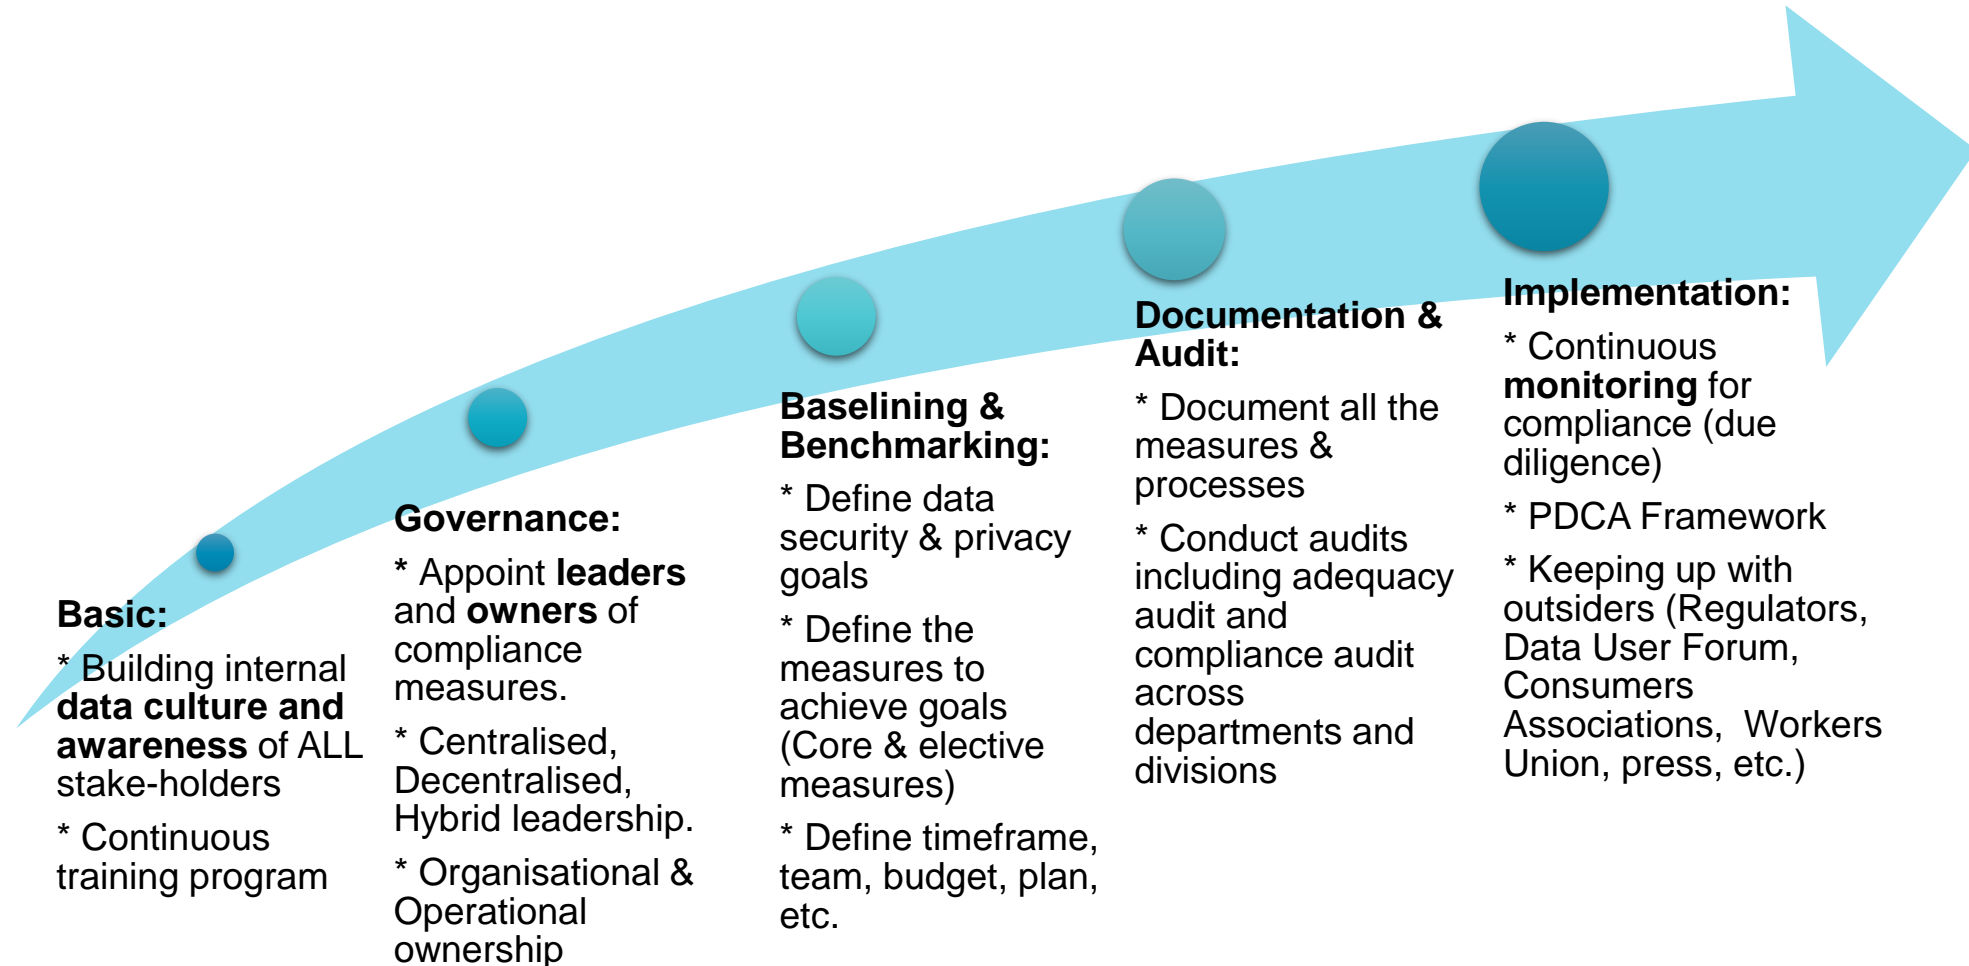 Basic:
* Building internal
data culture and
awareness of ALL
stake-holders
* Continuous
training program
Governance:
* Appoint leaders
and owners of
compliance
measures.
* Centralised,
Decentralised,
Hybrid leadership.
* Organisational &
Operational
ownership
Baselining &
Benchmarking:
* Define data
security & privacy
goals
* Define the
measures to
achieve goals
(Core & elective
measures)
* Define timeframe,
team, budget, plan,
etc.
Documentation &
Audit:
* Document all the
measures &
processes
* Conduct audits
including adequacy
audit and
compliance audit
across
departments and
divisions
Implementation:
* Continuous
monitoring for
compliance (due
diligence)
* PDCA Framework
* Keeping up with
outsiders (Regulators,
Data User Forum,
Consumers
Associations,  Workers
Union, press, etc.)